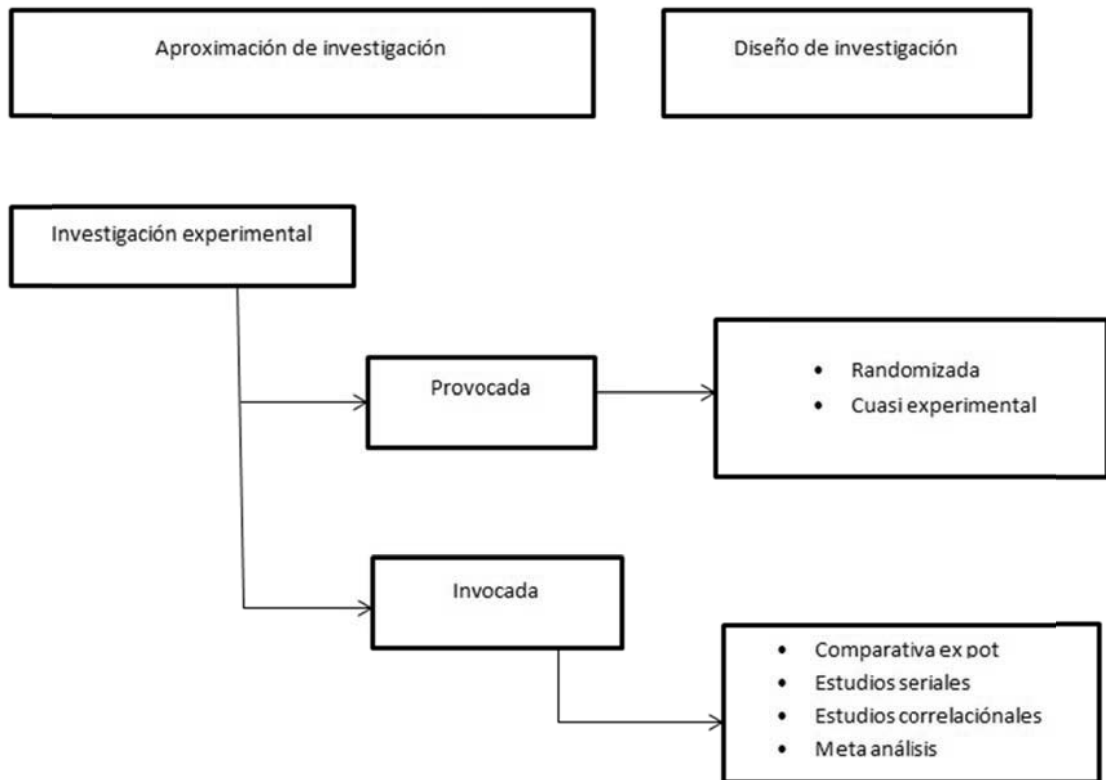 Aproximación de investigación
Diseño de investigación
Investigación experimental
Provocada
• Randomizada
• Cuasi experimental
Invocada
• Comparativa ex pot
• Estudios seriales
• Estudios correlaciónales
• Meta análisis